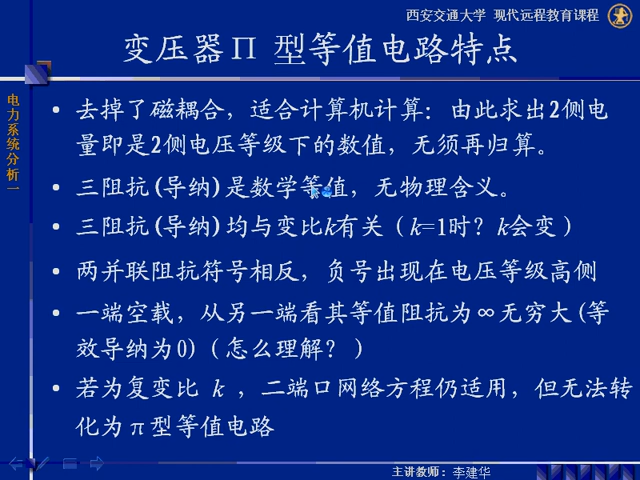 西安交通大学 现代远程教育课程
变压器 Π 型等值电路特点
电力系统分析一
• 去掉了磁耦合，适合计算机计算：由此求出2侧电
量即是2侧电压等级下的数值，无须再归算。
• 三阻抗(导纳)是数学等值，无物理含义。
• 三阻抗(导纳)均与变比k有关（k=1时？k会变）
• 两并联阻抗符号相反，负号出现在电压等级高侧
• 一端空载，从另一端看其等值阻抗为∞无穷大(等
效导纳为0)（怎么理解？）
• 若为复变比 k ，二端口网络方程仍适用，但无法转
化为π型等值电路
主讲教师：李建华